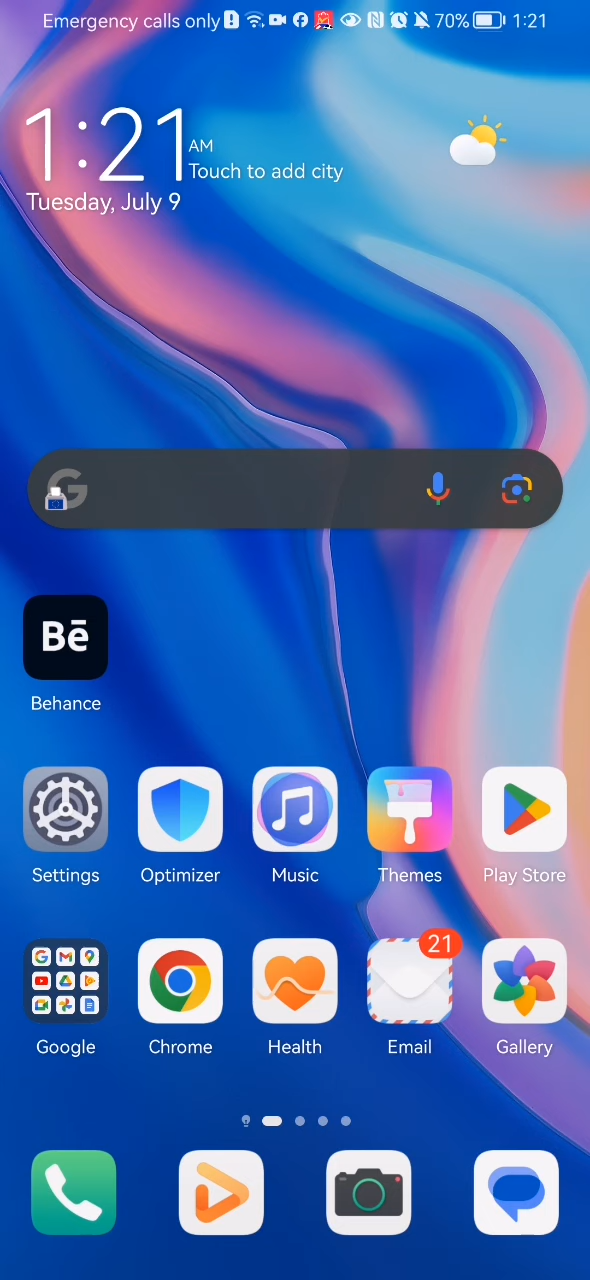 Emergency calls only 70% 1:21
1:21 AM
Touch to add city
Tuesday, July 9
Bē
Behance
Settings Optimizer Music Themes Play Store
21
Google Chrome Health Email Gallery